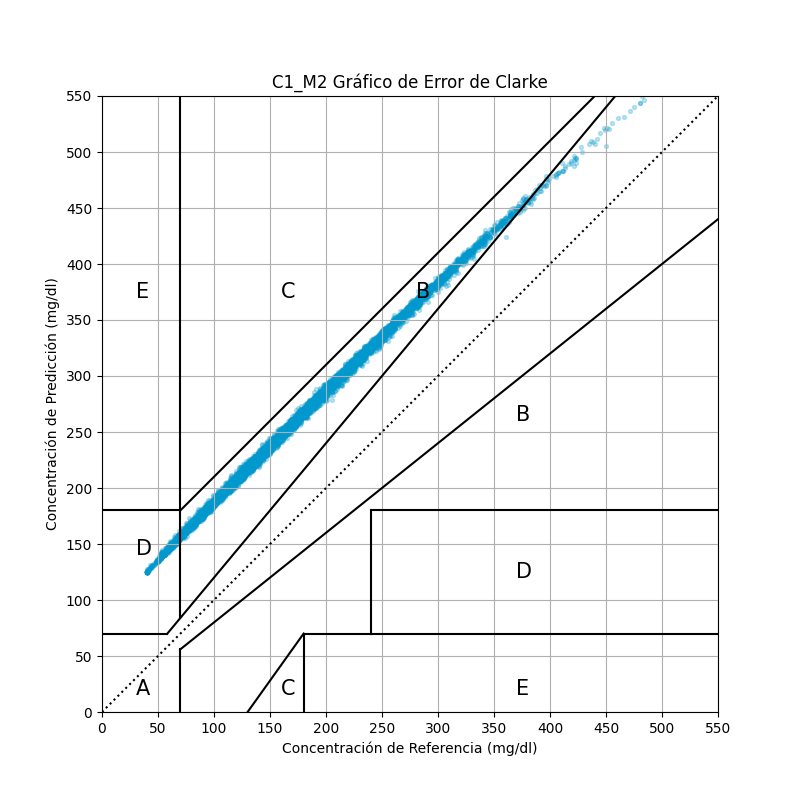 C1_M2 Gráfico de Error de Clarke
550
500
450
400
350
300
250
200
150
100
50
0
Concentración de Predicción (mg/dl)
E
C
B
B
D
D
A
C
E
0 50 100 150 200 250 300 350 400 450 500 550
Concentración de Referencia (mg/dl)